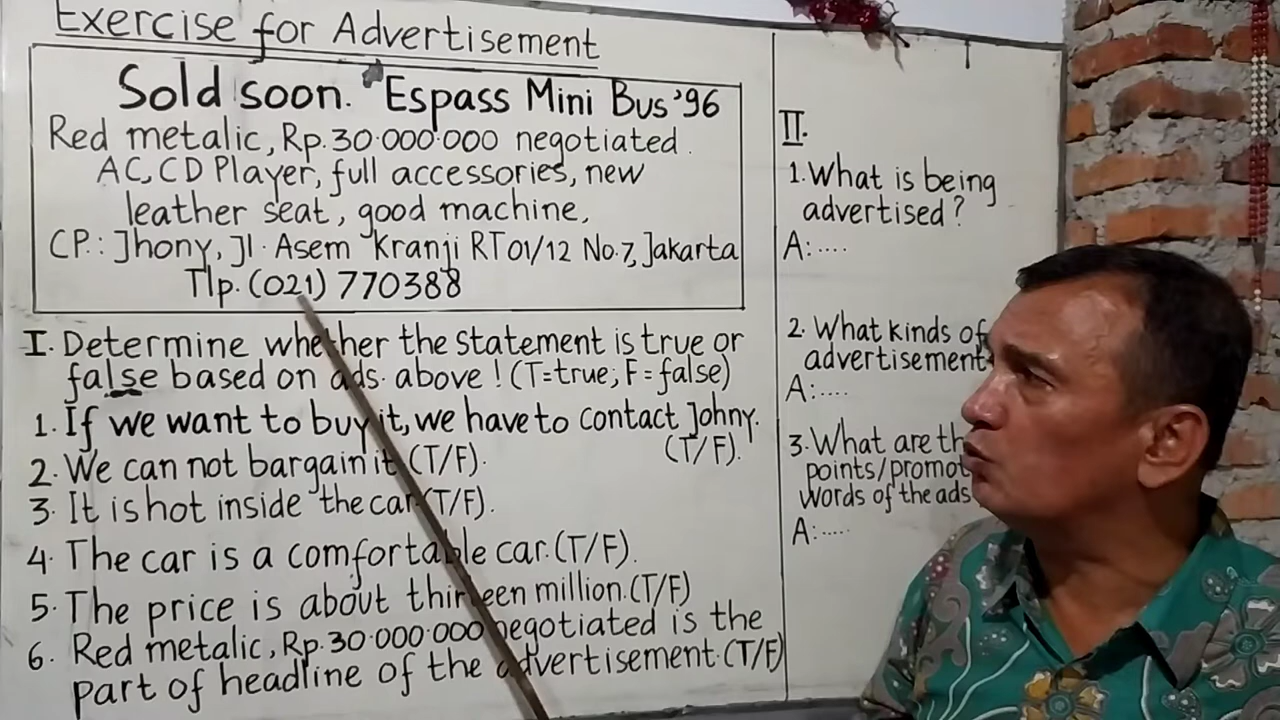 Exercise for Advertisement
Sold soon. Espass Mini Bus '96
Red metalic, Rp.30.000.000 negotiated.
AC, CD Player, full accessories, new
leather seat, good machine,
CP.: Jhony, Jl. Asem Kranji RT01/12 No.7, Jakarta
Tlp. (021) 770388
I. Determine whether the statement is true or
false based on ads above! (T=true; F=false)
1. If we want to buy it, we have to contact Johny.
(T/F).
2. We can not bargain it (T/F).
3. It is hot inside the car (T/F).
4. The car is a comfortable car. (T/F).
5. The price is about thirteen million. (T/F)
6. Red metalic, Rp.30.000.000 negotiated is the
part of headline of the advertisement. (T/F)
II.
1. What is being
advertised?
A:....
2. What kinds of
advertisement
A:....
3. What are
points/
words of the ads
A:.....